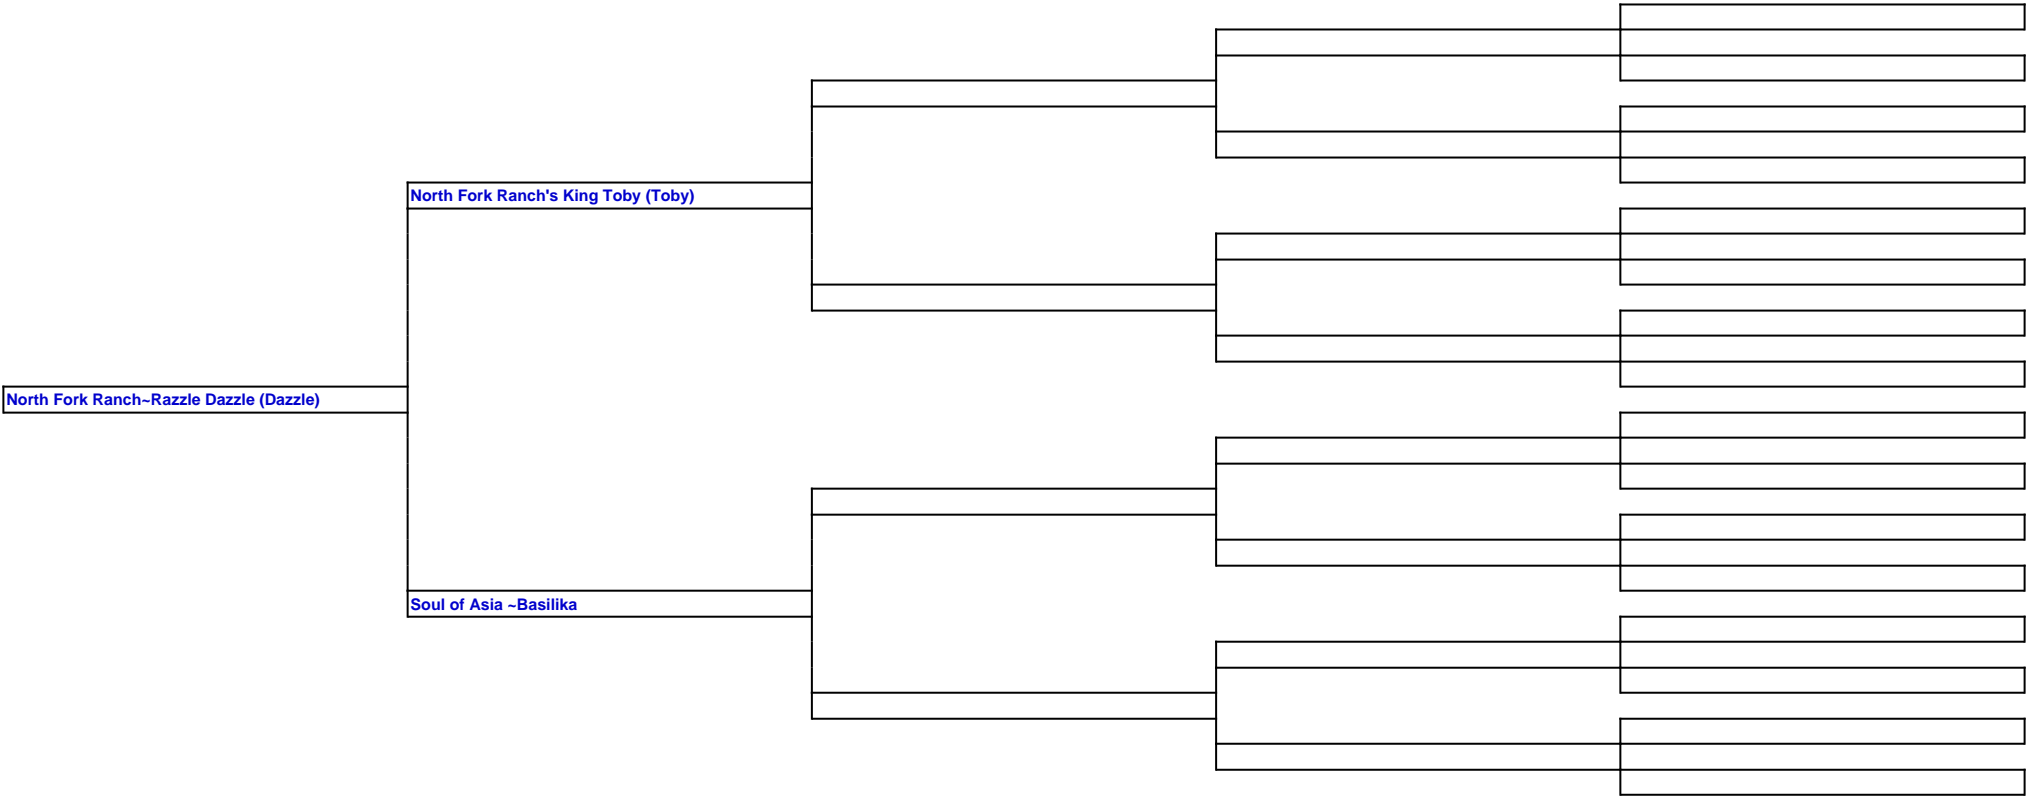 North Fork Ranch's King Toby (Toby)
North Fork Ranch~Razzle Dazzle (Dazzle)
Soul of Asia ~Basilika